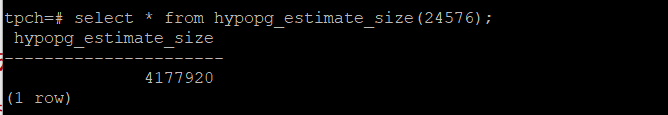 tpch=# select * from hypopg_estimate_size(24576);
hypopg_estimate_size
----------------------
4177920
(1 row)